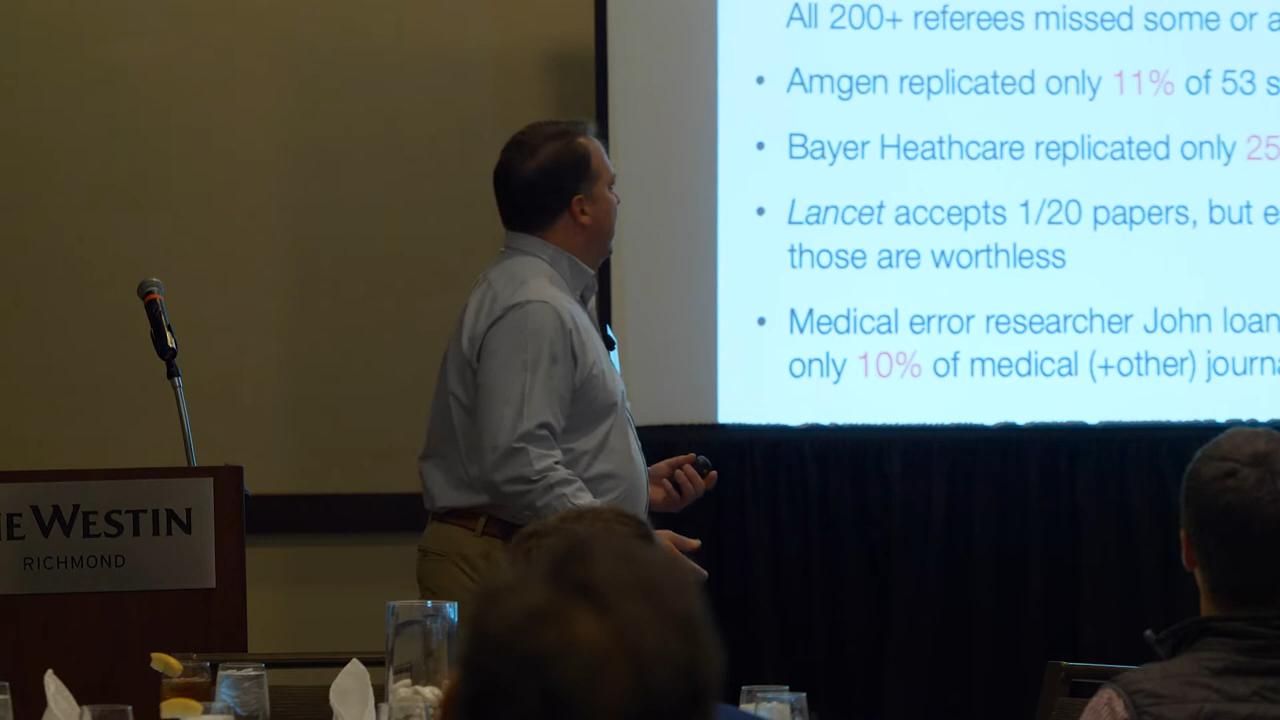 All 200+ referees missed some or a
• Amgen replicated only 11% of 53 s
• Bayer Heathcare replicated only 25
• Lancet accepts 1/20 papers, but e
those are worthless
• Medical error researcher John Ioan
only 10% of medical (+other) journa
HE WESTIN
RICHMOND